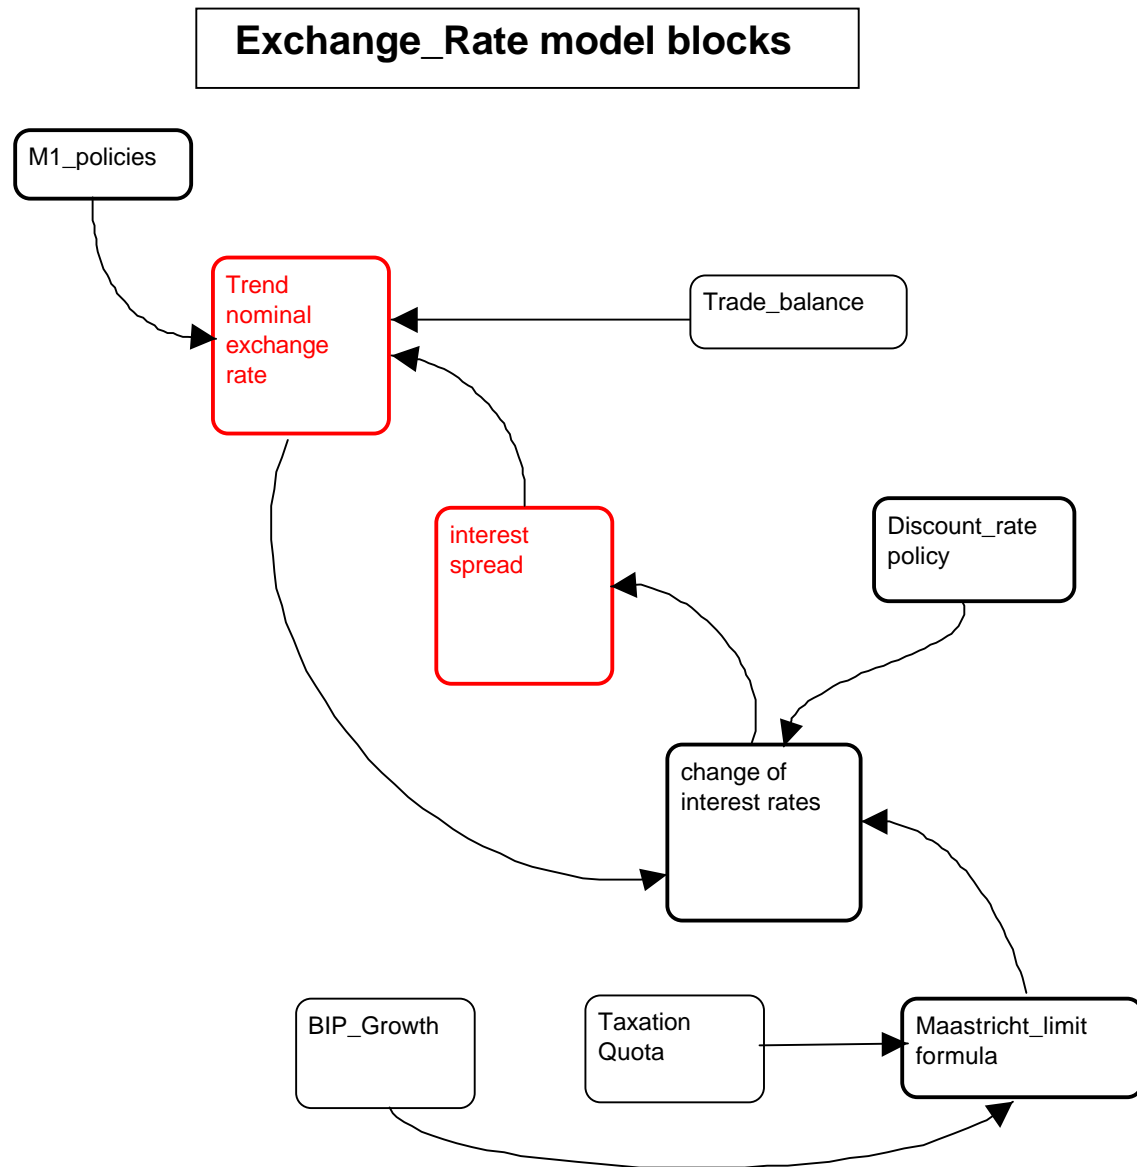 Exchange_Rate model blocks
M1_policies
Trend
nominal
exchange
rate
Trade_balance
interest
spread
Discount_rate
policy
change of
interest rates
BIP_Growth
Taxation
Quota
Maastricht_limit
formula